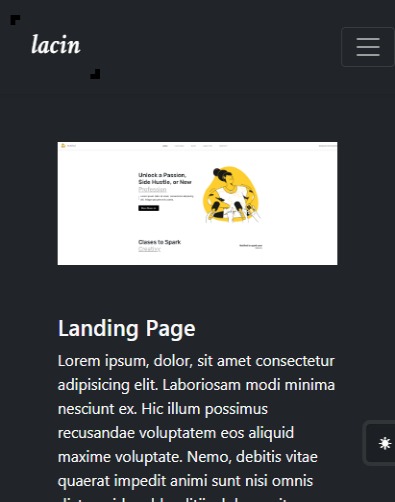 lacin
Unlock a Passion,
Side Hustle, or New
Profession
Classes to Spark
Creative
Landing Page
Lorem ipsum, dolor, sit amet consectetur
adipisicing elit. Laboriosam modi minima
nesciunt ex. Hic illum possimus
recusandae voluptatem eos aliquid
maxime voluptate. Nemo, debitis vitae
quaerat impedit animi sunt nisi omnis